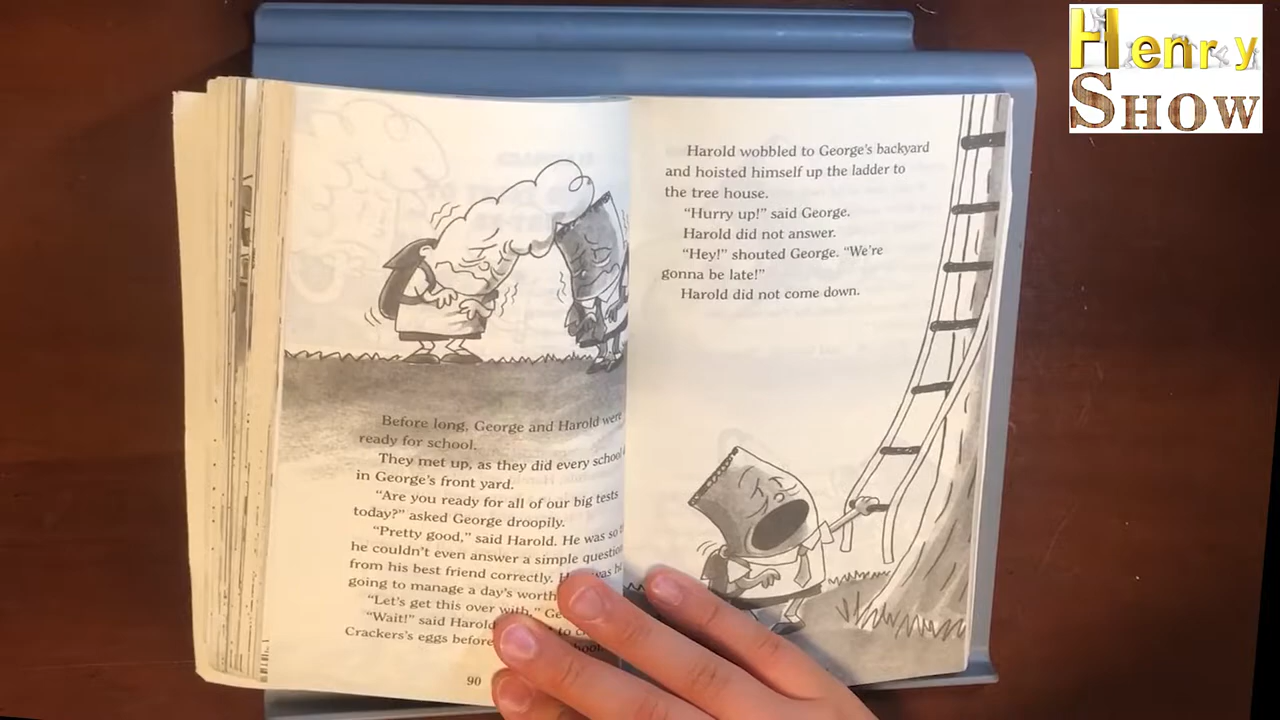 Henry
SHOW
Before long, George and Harold were
ready for school.
They met up, as they did every school
in George's front yard.
"Are you ready for all of our big tests
today?" asked George droopily.
"Pretty good," said Harold. He was so
he couldn't even answer a simple question
from his best friend correctly. was
going to manage a day's worth
"Let's get this over with,"
"Wait!" said Harold to
Crackers's eggs before
90
Harold wobbled to George's backyard
and hoisted himself up the ladder to
the tree house.
"Hurry up!" said George.
Harold did not answer.
"Hey!" shouted George. "We're
gonna be late!"
Harold did not come down.